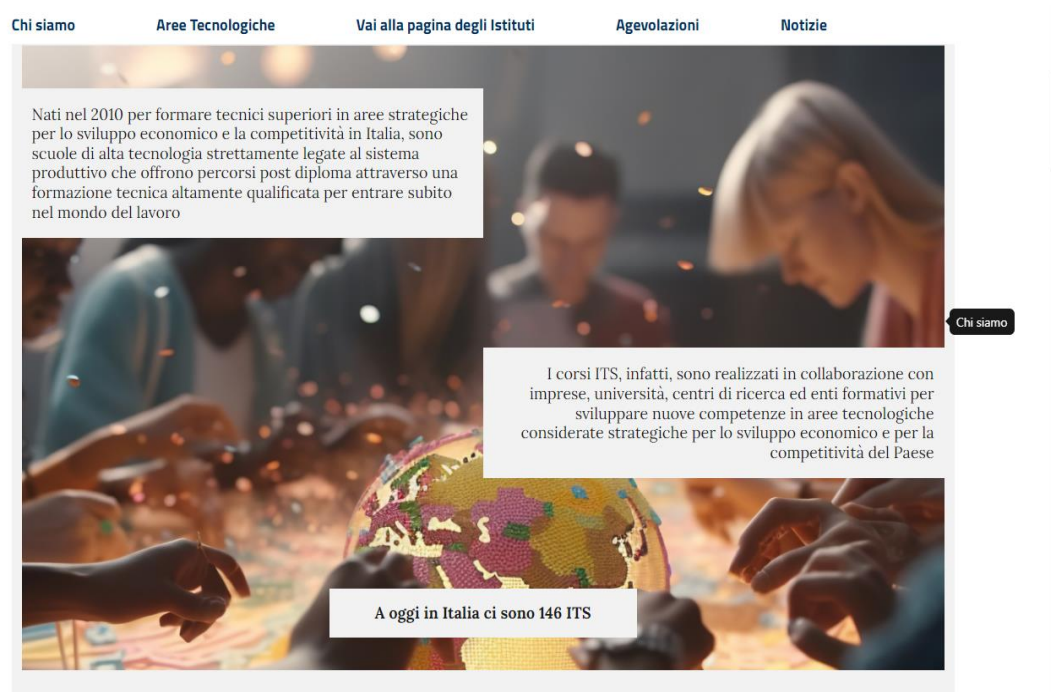 Chi siamo Aree Tecnologiche Vai alla pagina degli Istituti Agevolazioni Notizie
Nati nel 2010 per formare tecnici superiori in aree strategiche
per lo sviluppo economico e la competitività in Italia, sono
scuole di alta tecnologia strettamente legate al sistema
produttivo che offrono percorsi post diploma attraverso una
formazione tecnica altamente qualificata per entrare subito
nel mondo del lavoro
Chi siamo
I corsi ITS, infatti, sono realizzati in collaborazione con
imprese, università, centri di ricerca ed enti formativi per
sviluppare nuove competenze in aree tecnologiche
considerate strategiche per lo sviluppo economico e per la
competitività del Paese
A oggi in Italia ci sono 146 ITS